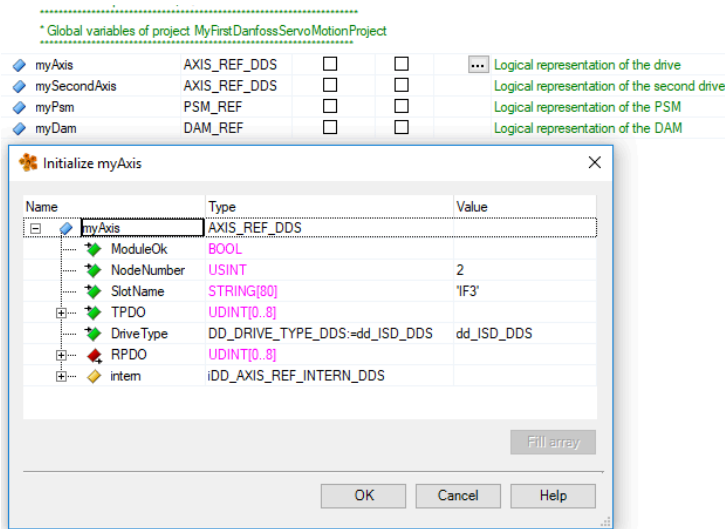 ****************************************************************************
* Global variables of project MyFirstDanfossServoMotionProject
****************************************************************************
myAxis AXIS_REF_DDS ... Logical representation of the drive
mySecondAxis AXIS_REF_DDS Logical representation of the second drive
myPsm PSM_REF Logical representation of the PSM
myDam DAM_REF Logical representation of the DAM
Initialize myAxis
Name Type Value
myAxis AXIS_REF_DDS
ModuleOk BOOL
NodeNumber USINT 2
SlotName STRING[80] 'IF3'
TPDO UDINT[0..8]
DriveType DD_DRIVE_TYPE_DDS:=dd_ISD_DDS dd_ISD_DDS
RPDO UDINT[0..8]
intern iDD_AXIS_REF_INTERN_DDS
Fill array
OK Cancel Help